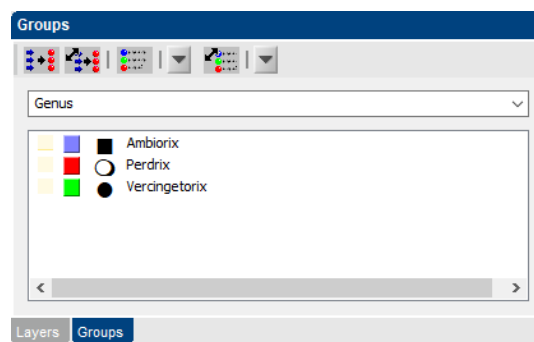 Groups
Genus
Ambiorix
Perdrix
Vercingetorix
Layers Groups